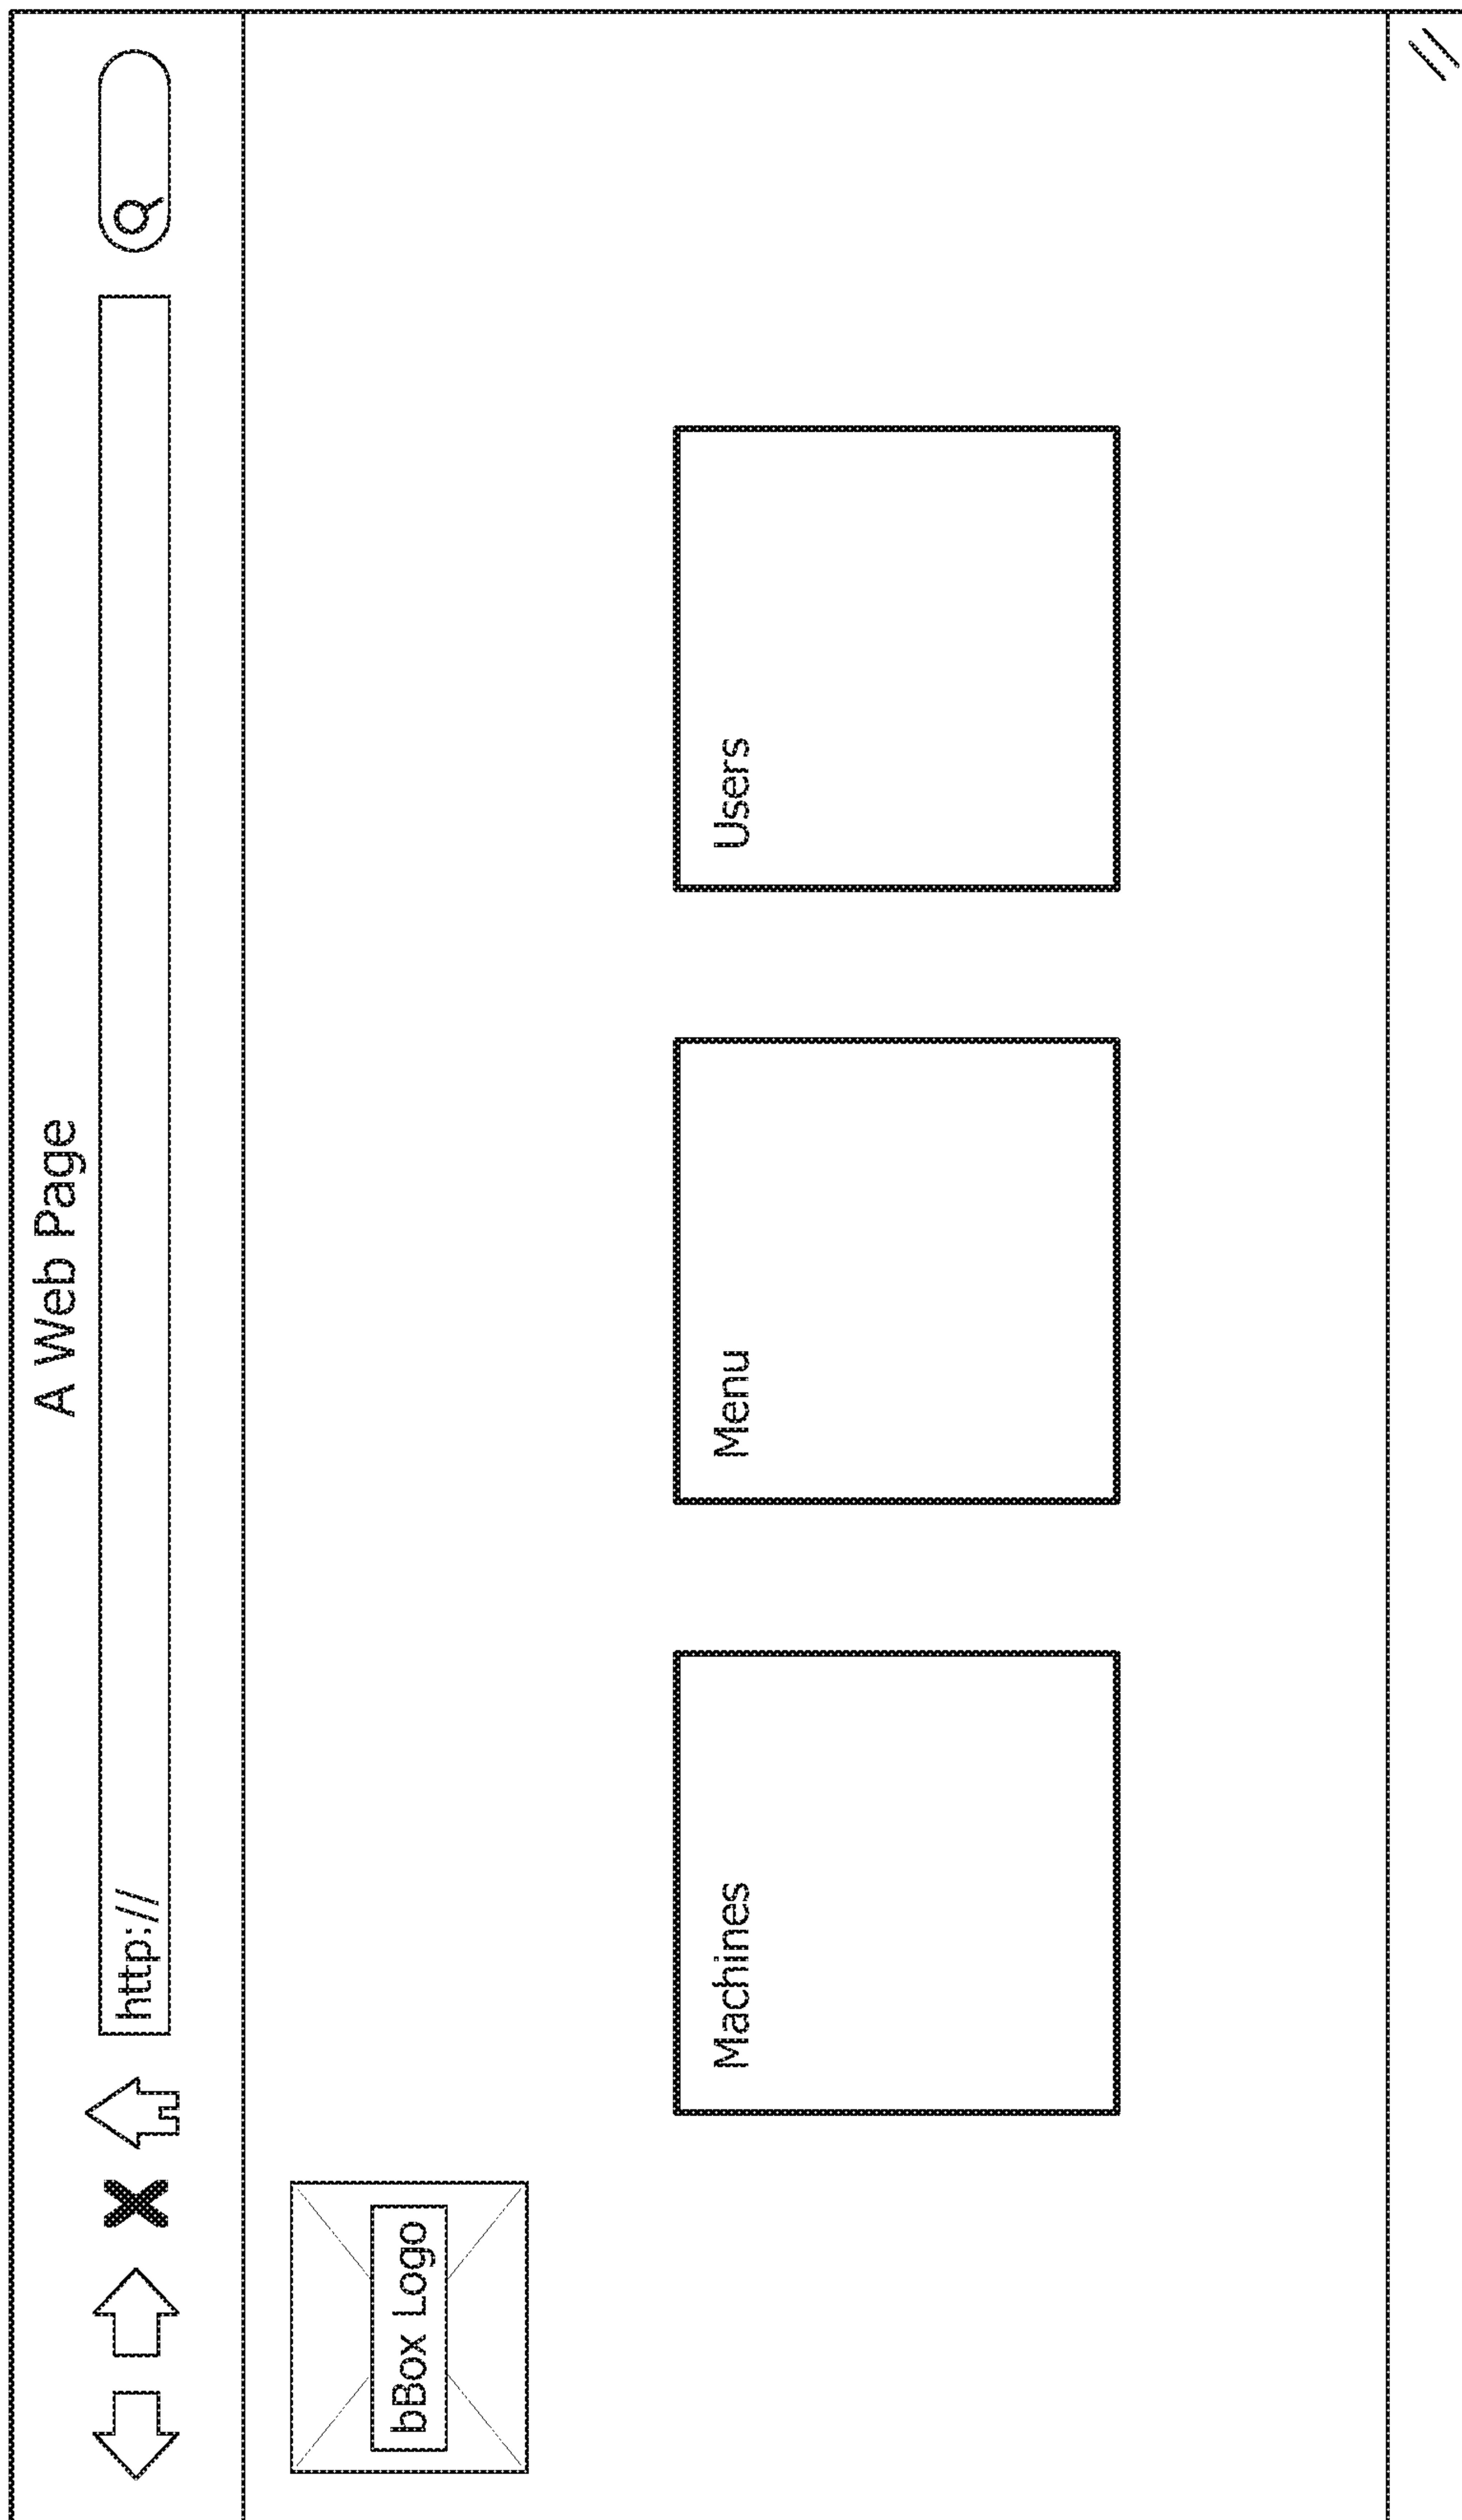 A Web Page
http://
bBox Logo
Machines
Menu
Users